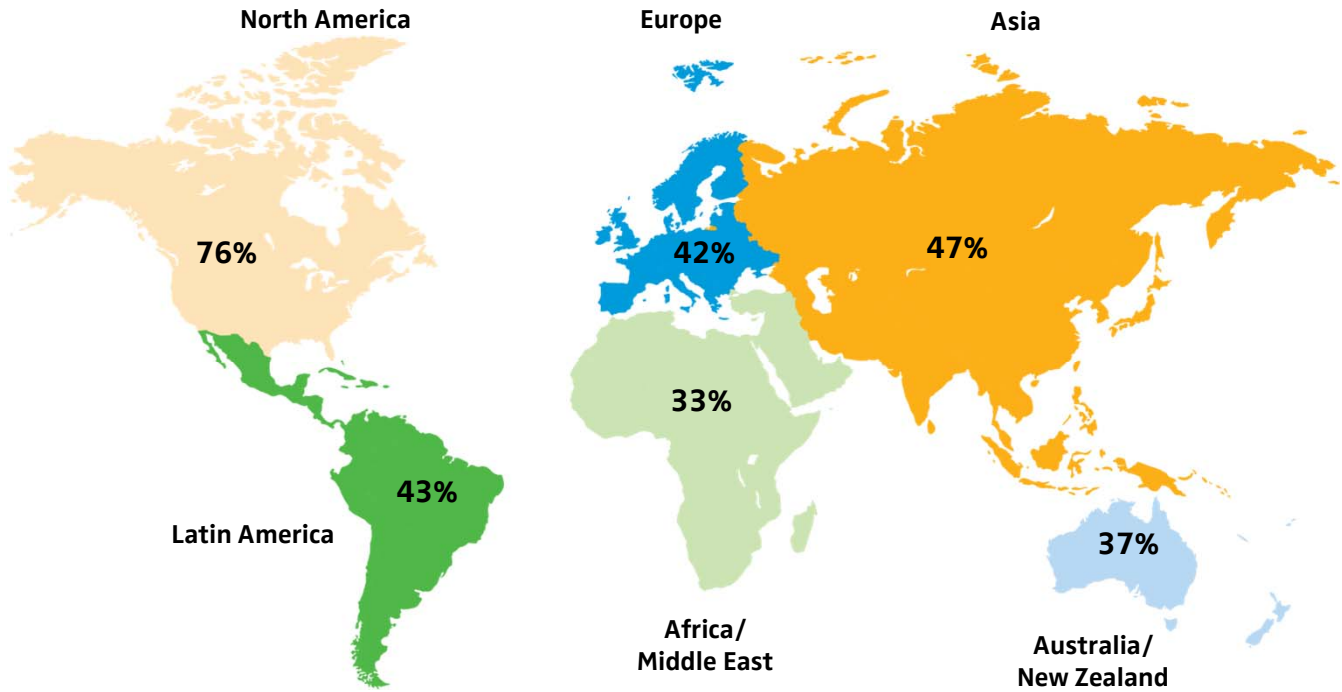 North America
Europe
Asia
76%
42%
47%
33%
43%
Latin America
37%
Africa/
Middle East
Australia/
New Zealand